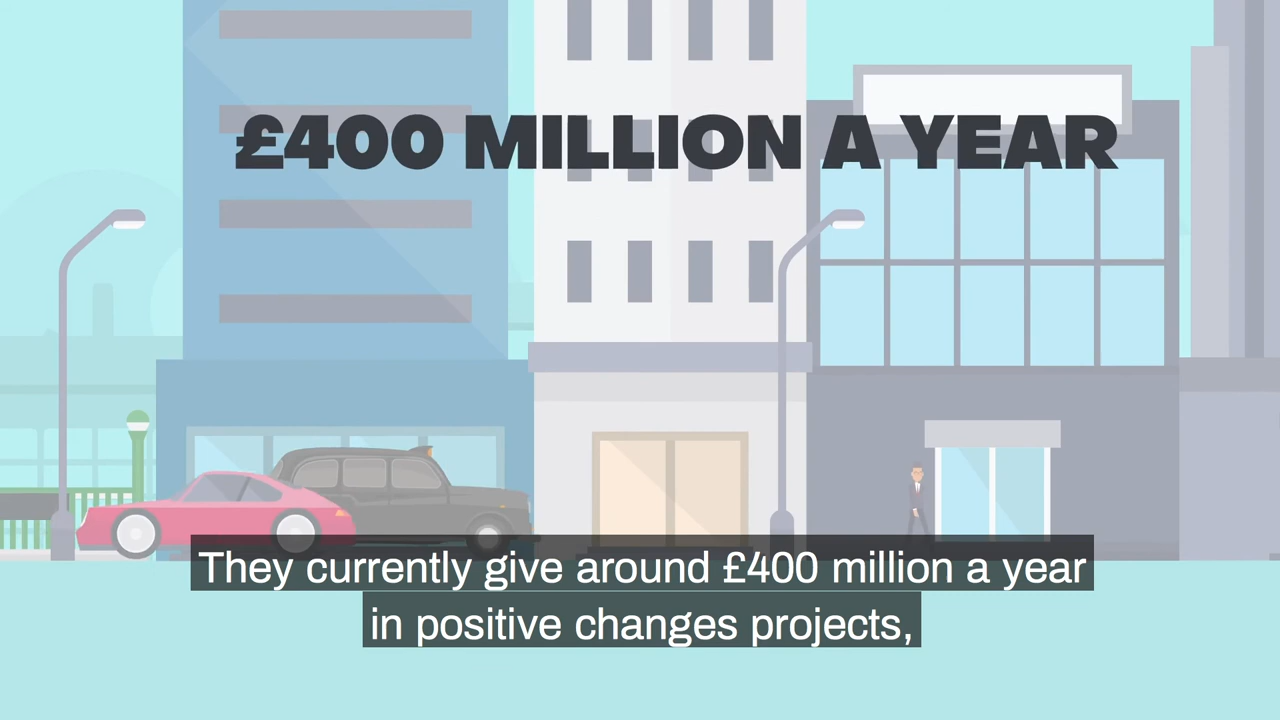 £400 MILLION A YEAR
They currently give around £400 million a year
in positive changes projects,